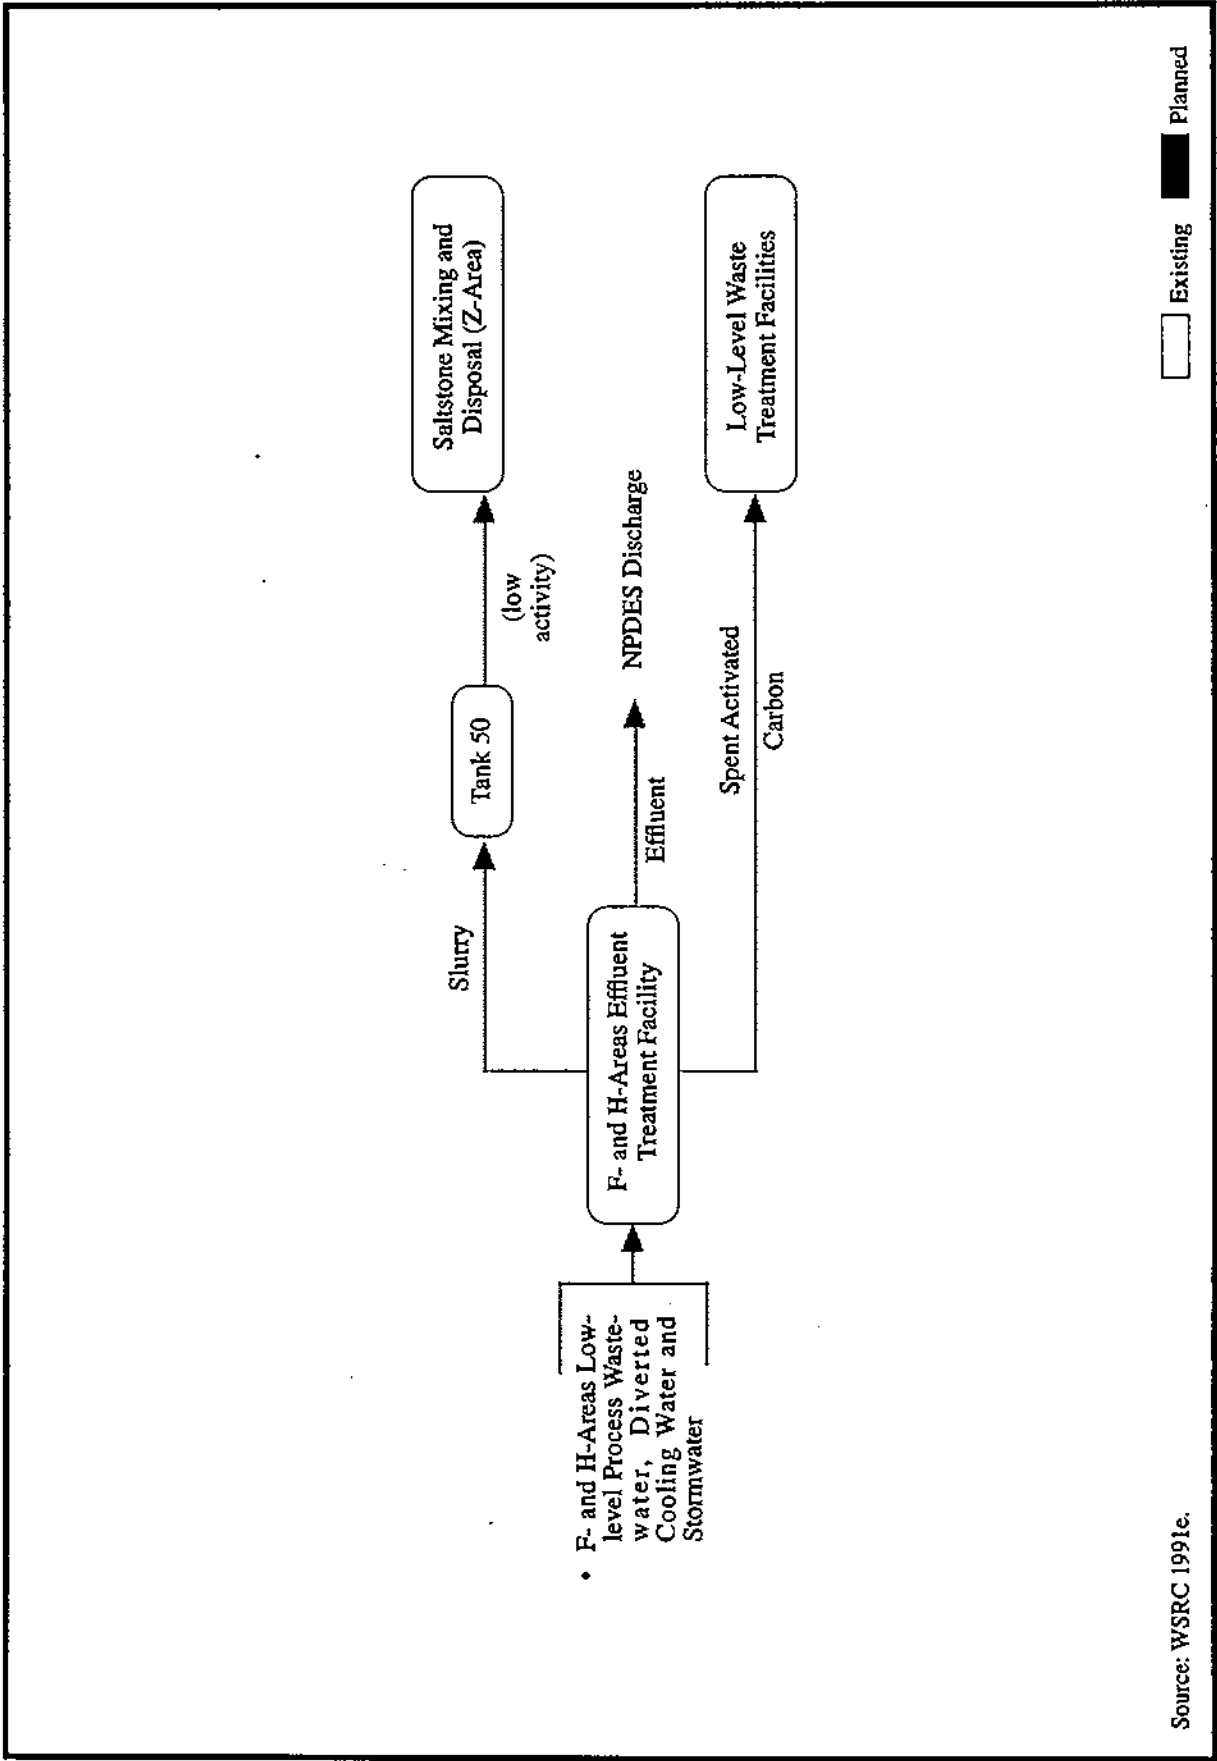 • F- and H-Areas Low-
level Process Waste-
water, Diverted
Cooling Water and
Stormwater
F- and H-Areas Effluent
Treatment Facility
Slurry
Tank 50
(low
activity)
Saltstone Mixing and
Disposal (Z-Area)
Effluent
NPDES Discharge
Spent Activated
Carbon
Low-Level Waste
Treatment Facilities
Source: WSRC 1991e.
Existing
Planned